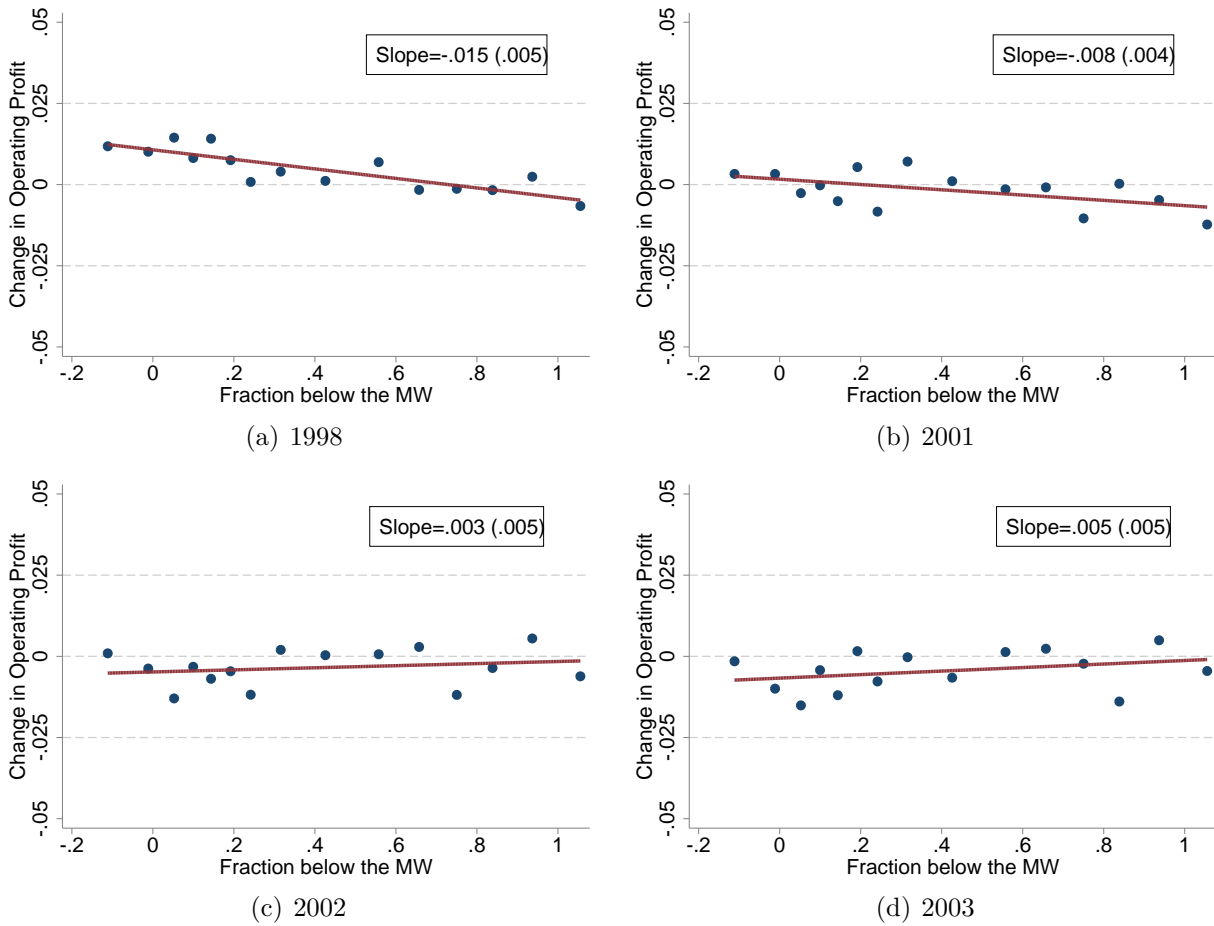 Change in Operating Profit
.05
.025
0
-.025
-.05
Slope=-.015 (.005)
-.2 0 .2 .4 .6 .8 1
Fraction below the MW
(a) 1998
Change in Operating Profit
.05
.025
0
-.025
-.05
Slope=-.008 (.004)
-.2 0 .2 .4 .6 .8 1
Fraction below the MW
(b) 2001
Change in Operating Profit
.05
.025
0
-.025
-.05
Slope=.003 (.005)
-.2 0 .2 .4 .6 .8 1
Fraction below the MW
(c) 2002
Change in Operating Profit
.05
.025
0
-.025
-.05
Slope=.005 (.005)
-.2 0 .2 .4 .6 .8 1
Fraction below the MW
(d) 2003